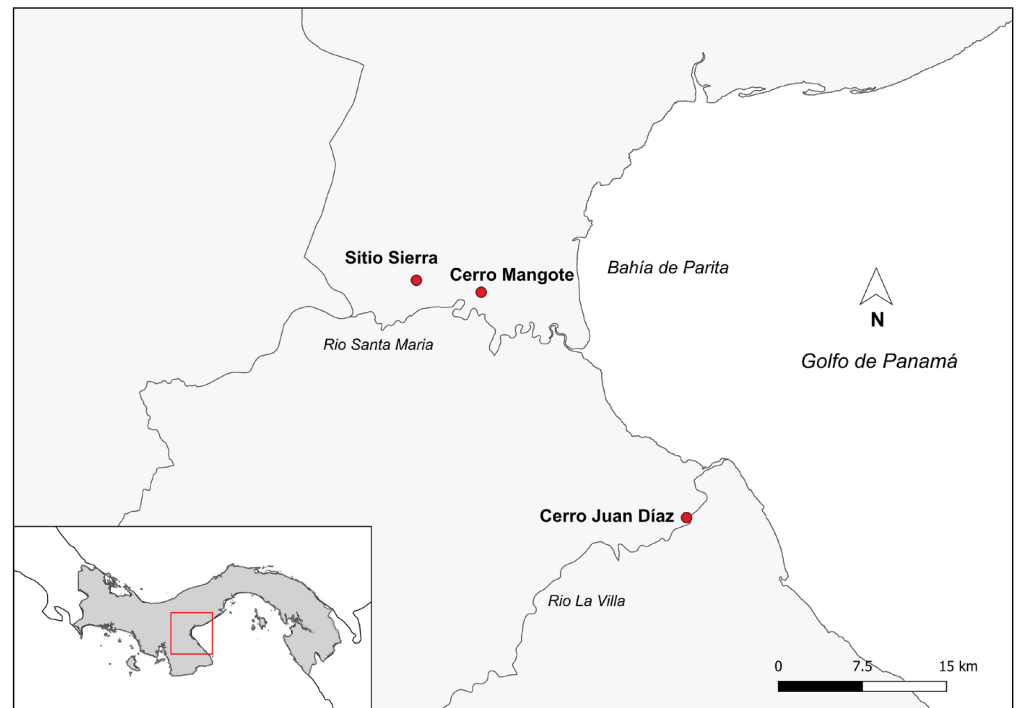 Sitio Sierra
Cerro Mangote
Bahía de Parita
N
Rio Santa Maria
Golfo de Panamá
Cerro Juan Díaz
Rio La Villa
0 7.5 15 km